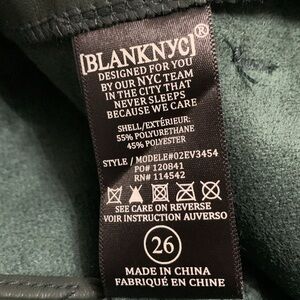 [BLANKNYC]®
DESIGNED FOR YOU
BY OUR NYC TEAM
IN THE CITY THAT
NEVER SLEEPS
BECAUSE WE CARE
SHELL/EXTÉRIEUR:
55% POLYURETHANE
45% POLYESTER
STYLE / MODELE#02EV3454
PO# 120841
RN# 114542
SEE CARE ON REVERSE
VOIR INSTRUCTION AUVERSO
26
MADE IN CHINA
FABRIQUÉ EN CHINE